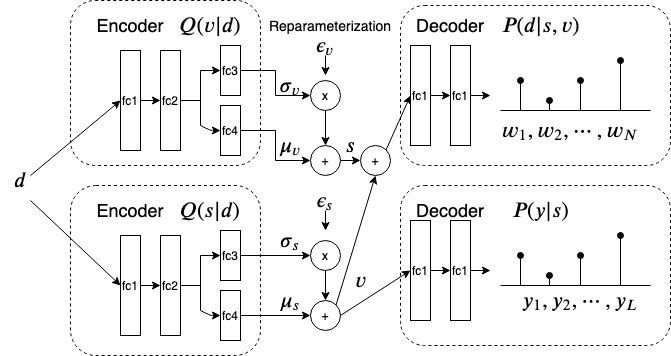 Encoder Q(v|d)
fc1
fc2
fc3
fc4
σ_v
μ_v
Reparameterization
ϵ_v
x
+
s
+
Decoder P(d|s, v)
fc1
fc1
w_1, w_2, ⋯ , w_N
d
Encoder Q(s|d)
fc1
fc2
fc3
fc4
σ_s
μ_s
ϵ_s
x
+
v
Decoder P(y|s)
fc1
fc1
y_1, y_2, ⋯ , y_L